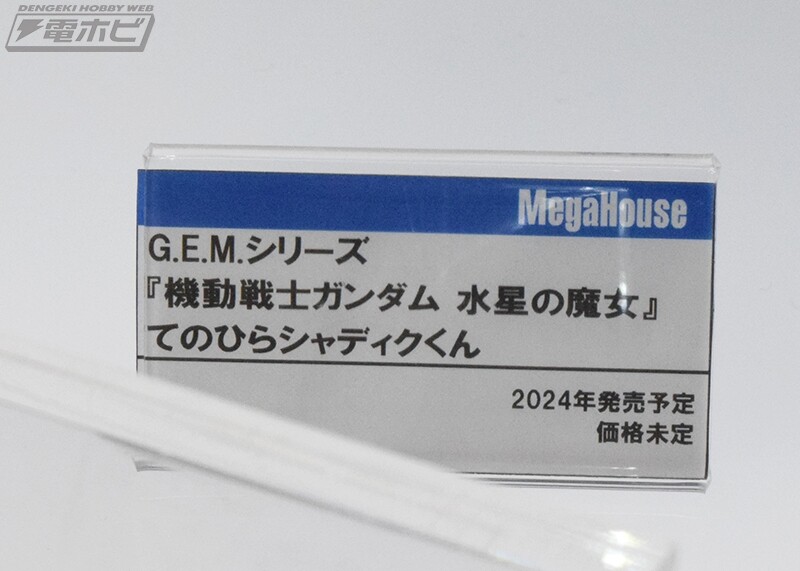 DENGEKI HOBBY WEB
電ホビ
MegaHouse
G.E.M.シリーズ
『機動戦士ガンダム 水星の魔女』
てのひらシャディクくん
2024年発売予定
価格未定